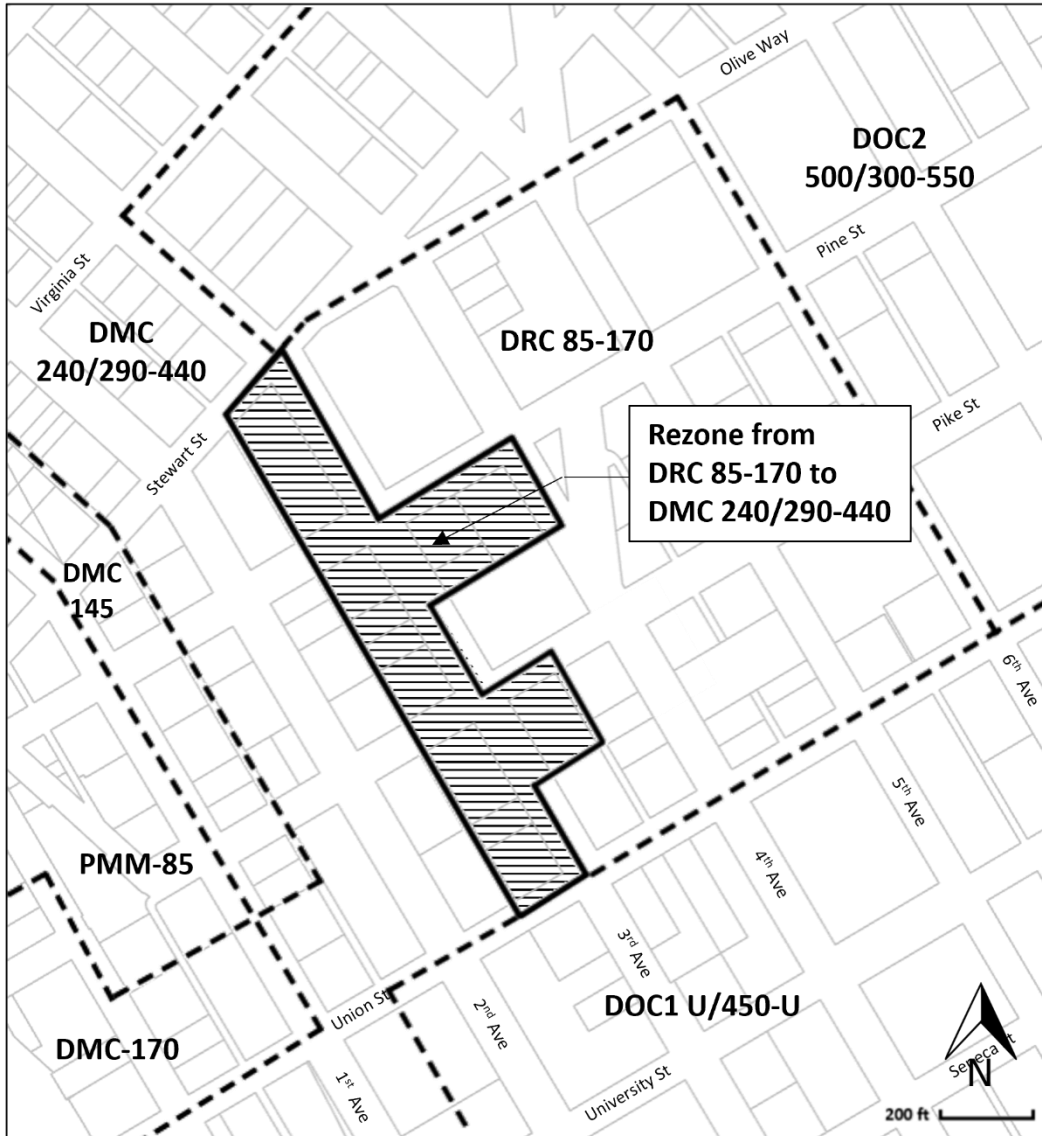 Olive Way
DOC2
500/300-550
Pine St
Virginia St
DMC
240/290-440
DRC 85-170
Pike St
Rezone from
DRC 85-170 to
DMC 240/290-440
Stewart St
DMC
145
6th Ave
5th Ave
PMM-85
4th Ave
3rd Ave
Union St
2nd Ave
DOC1 U/450-U
DMC-170
1st Ave
University St
Seneca St
N
200 ft